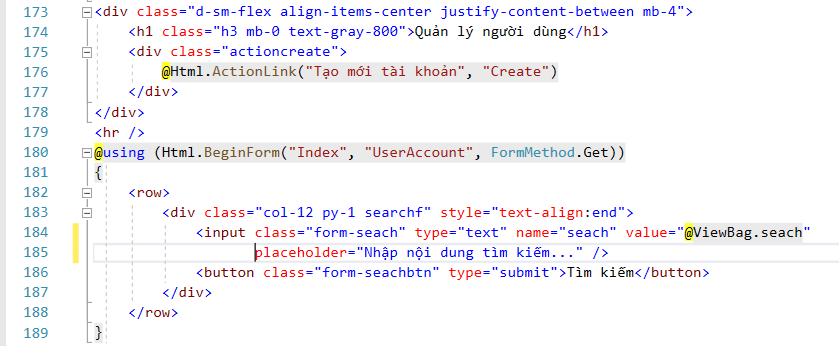 173 <div class="d-sm-flex align-items-center justify-content-between mb-4">
174 <h1 class="h3 mb-0 text-gray-800">Quản lý người dùng</h1>
175 <div class="actioncreate">
176 @Html.ActionLink("Tạo mới tài khoản", "Create")
177 </div>
178 </div>
179 <hr />
180 @using (Html.BeginForm("Index", "UserAccount", FormMethod.Get))
181 {
182 <row>
183 <div class="col-12 py-1 searchf" style="text-align:end">
184 <input class="form-seach" type="text" name="seach" value="@ViewBag.seach"
185 placeholder="Nhập nội dung tìm kiếm..." />
186 <button class="form-seachbtn" type="submit">Tìm kiếm</button>
187 </div>
188 </row>
189 }